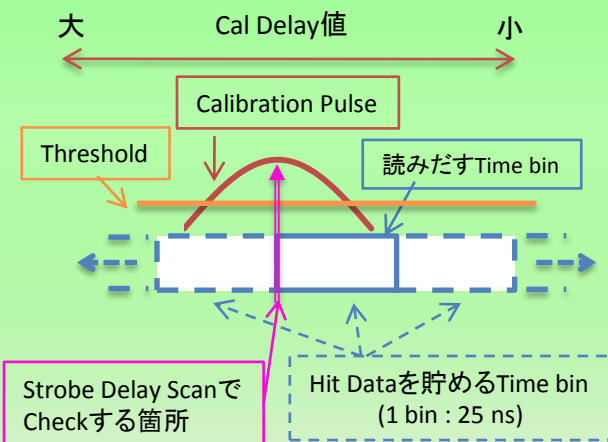 大 Cal Delay値 小
Calibration Pulse
Threshold
読みだすTime bin
Strobe Delay Scanで
Checkする箇所
Hit Dataを貯めるTime bin
(1 bin : 25 ns)